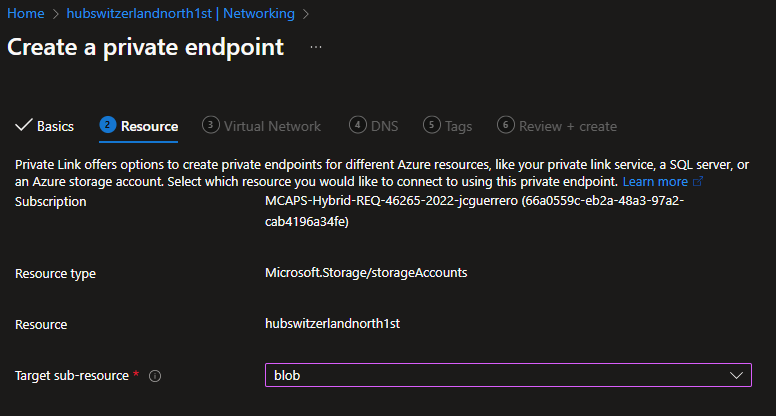 Home > hubswitzerlandnorth1st | Networking >
Create a private endpoint ...
Basics 2 Resource 3 Virtual Network 4 DNS 5 Tags 6 Review + create
Private Link offers options to create private endpoints for different Azure resources, like your private link service, a SQL server, or
an Azure storage account. Select which resource you would like to connect to using this private endpoint. Learn more
Subscription MCAPS-Hybrid-REQ-46265-2022-jcguerrero (66a0559c-eb2a-48a3-97a2-
cab4196a34fe)
Resource type Microsoft.Storage/storageAccounts
Resource hubswitzerlandnorth1st
Target sub-resource * blob